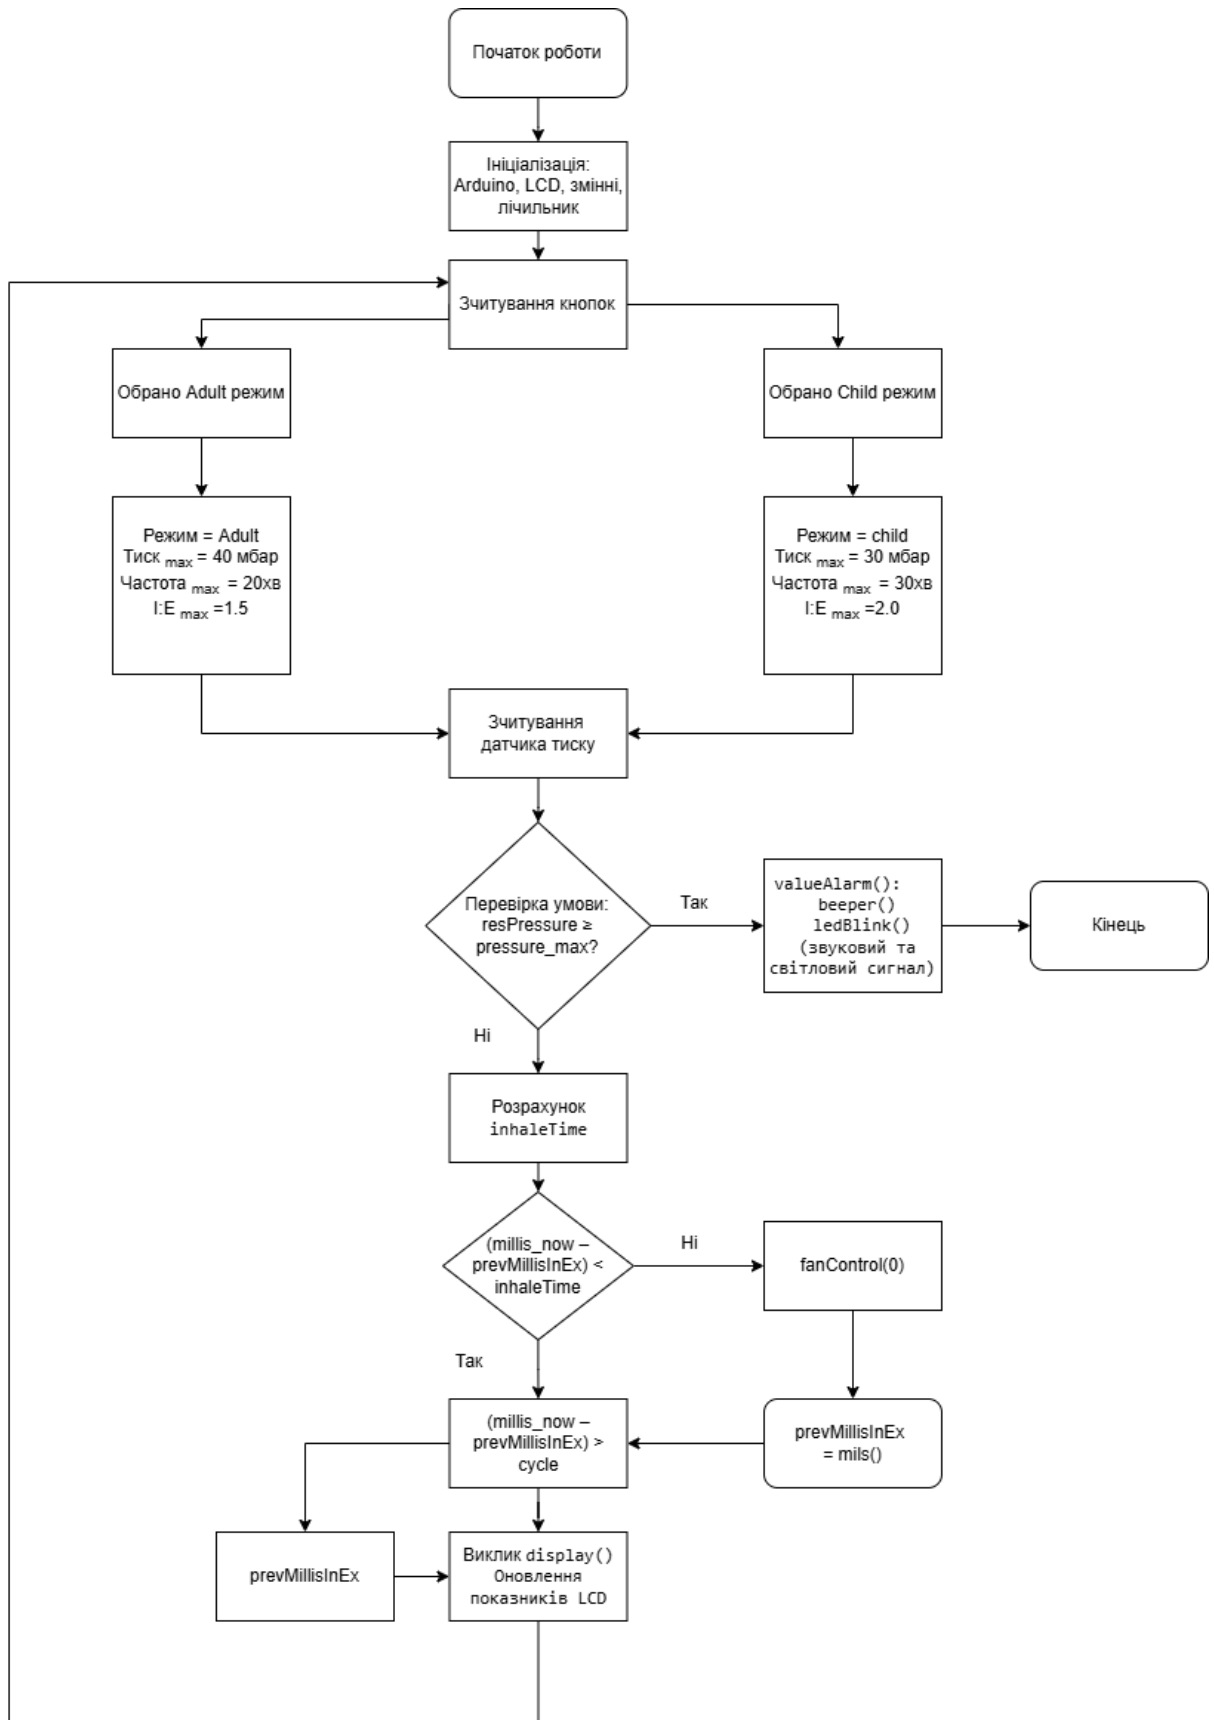 Початок роботи
Ініціалізація:
Arduino, LCD, змінні,
лічильник
Зчитування кнопок
Обрано Adult режим
Обрано Child режим
Режим = Adult
Тиск max = 40 мбар
Частота max = 20хв
I:E max =1.5
Режим = child
Тиск max = 30 мбар
Частота max = 30хв
I:E max =2.0
Зчитування
датчика тиску
Перевірка умови:
resPressure ≥
pressure_max?
Так
valueAlarm():
beeper()
ledBlink()
(звуковий та
світловий сигнал)
Кінець
Ні
Розрахунок
inhaleTime
(millis_now –
prevMillisInEx) <
inhaleTime
Ні
fanControl(0)
Так
(millis_now –
prevMillisInEx) >
cycle
prevMillisInEx
= mils()
prevMillisInEx
Виклик display()
Оновлення
показників LCD